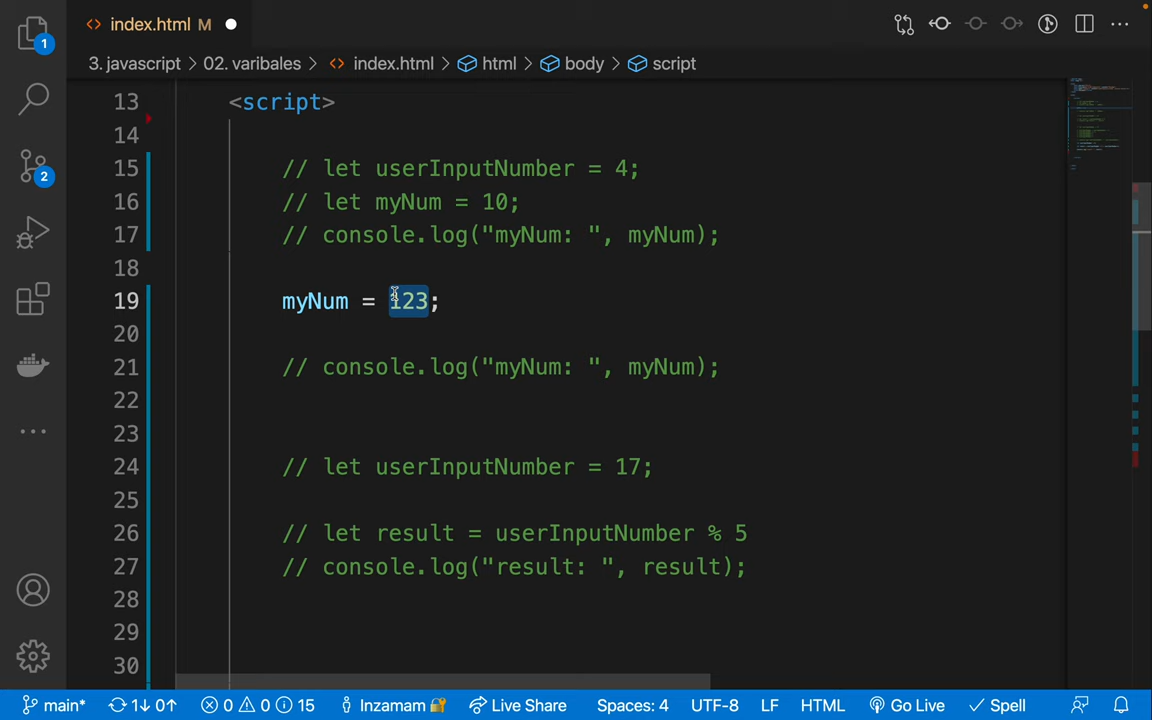 index.html M
3. javascript > 02. varibales > index.html > html > body > script
1
13 <script>
14
15 // let userInputNumber = 4;
16 // let myNum = 10;
17 // console.log("myNum: ", myNum);
2
18
19 myNum = 123;
20
21 // console.log("myNum: ", myNum);
22
23
24 // let userInputNumber = 17;
25
26 // let result = userInputNumber % 5
27 // console.log("result: ", result);
28
29
30
main* 1↓ 0↑ 0 0 15 Inzamam Live Share Spaces: 4 UTF-8 LF HTML Go Live Spell